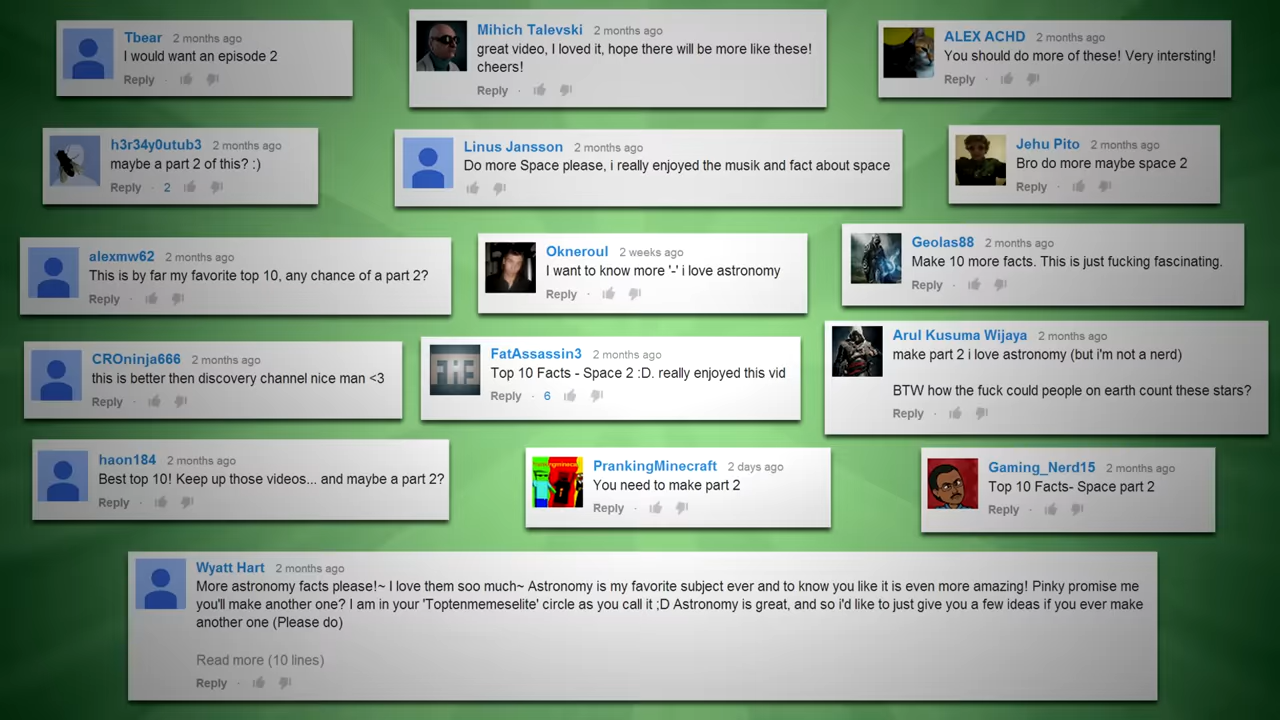 Tbear 2 months ago
I would want an episode 2
Reply ·
Mihich Talevski 2 months ago
great video, I loved it, hope there will be more like these!
cheers!
Reply ·
ALEX ACHD 2 months ago
You should do more of these! Very intersting!
Reply ·
h3r34y0utub3 2 months ago
maybe a part 2 of this? :)
Reply · 2
Linus Jansson 2 months ago
Do more Space please, i really enjoyed the musik and fact about space
Jehu Pito 2 months ago
Bro do more maybe space 2
Reply ·
alexmw62 2 months ago
This is by far my favorite top 10, any chance of a part 2?
Reply ·
Okneroul 2 weeks ago
I want to know more '-' i love astronomy
Reply ·
Geolas88 2 months ago
Make 10 more facts. This is just fucking fascinating.
Reply ·
CROninja666 2 months ago
this is better then discovery channel nice man <3
Reply ·
FatAssassin3 2 months ago
Top 10 Facts - Space 2 :D. really enjoyed this vid
Reply · 6
Arul Kusuma Wijaya 2 months ago
make part 2 i love astronomy (but i'm not a nerd)
BTW how the fuck could people on earth count these stars?
Reply ·
haon184 2 months ago
Best top 10! Keep up those videos... and maybe a part 2?
Reply ·
PrankingMinecraft 2 days ago
You need to make part 2
Reply ·
Gaming_Nerd15 2 months ago
Top 10 Facts- Space part 2
Reply ·
Wyatt Hart 2 months ago
More astronomy facts please!~ I love them soo much~ Astronomy is my favorite subject ever and to know you like it is even more amazing! Pinky promise me
you'll make another one? I am in your 'Toptenmemeselite' circle as you call it ;D Astronomy is great, and so i'd like to just give you a few ideas if you ever make
another one (Please do)
Read more (10 lines)
Reply ·